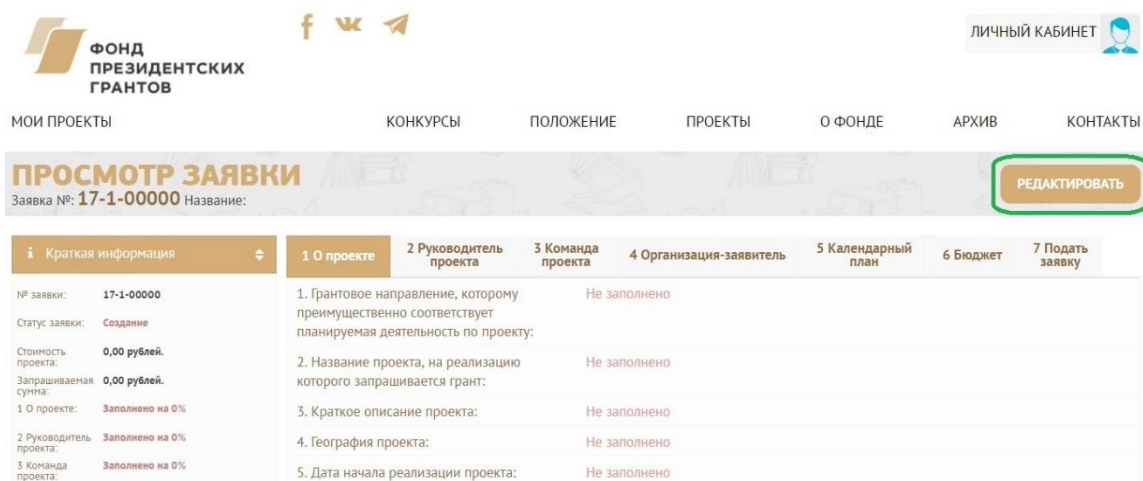 ФОНД
ПРЕЗИДЕНТСКИХ
ГРАНТОВ
ЛИЧНЫЙ КАБИНЕТ
МОИ ПРОЕКТЫ КОНКУРСЫ ПОЛОЖЕНИЕ ПРОЕКТЫ О ФОНДЕ АРХИВ КОНТАКТЫ
ПРОСМОТР ЗАЯВКИ
Заявка №: 17-1-00000 Название:
РЕДАКТИРОВАТЬ
i Краткая информация
№ заявки: 17-1-00000
Статус заявки: Создание
Стоимость
проекта: 0,00 рублей.
Запрашиваемая
сумма: 0,00 рублей.
1 О проекте: Заполнено на 0%
2 Руководитель
проекта: Заполнено на 0%
3 Команда
проекта: Заполнено на 0%
1 О проекте
2 Руководитель
проекта
3 Команда
проекта
4 Организация-заявитель
5 Календарный
план
6 Бюджет
7 Подать
заявку
1. Грантовое направление, которому
преимущественно соответствует
планируемая деятельность по проекту:
Не заполнено
2. Название проекта, на реализацию
которого запрашивается грант:
Не заполнено
3. Краткое описание проекта: Не заполнено
4. География проекта: Не заполнено
5. Дата начала реализации проекта: Не заполнено